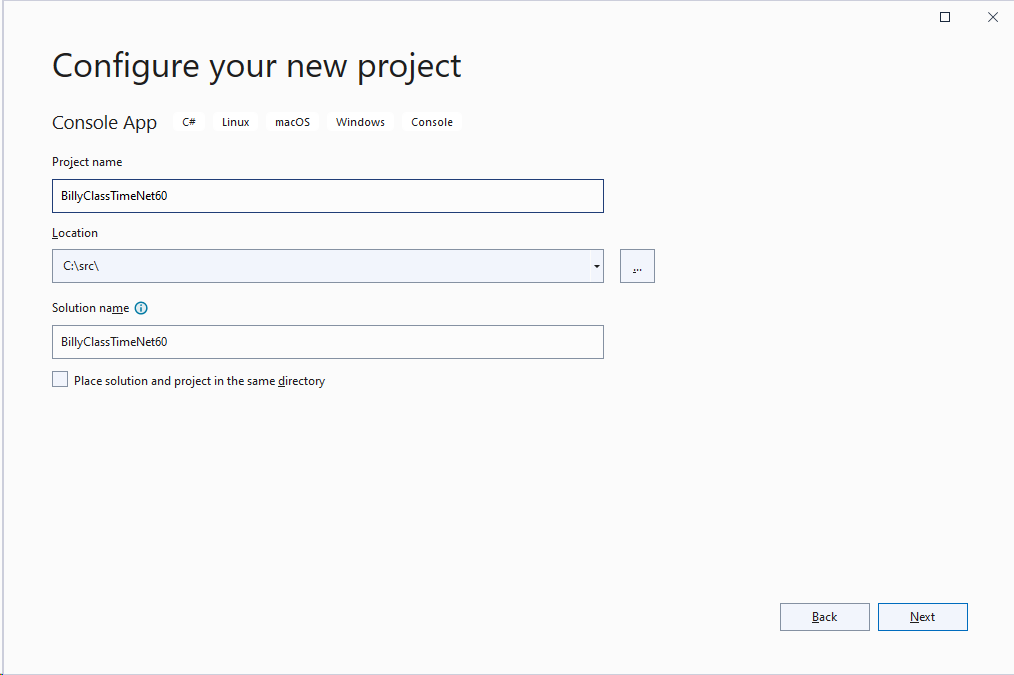 Configure your new project
Console App C# Linux macOS Windows Console
Project name
BillyClassTimeNet60
Location
C:\src\
...
Solution name
BillyClassTimeNet60
Place solution and project in the same directory
Back Next